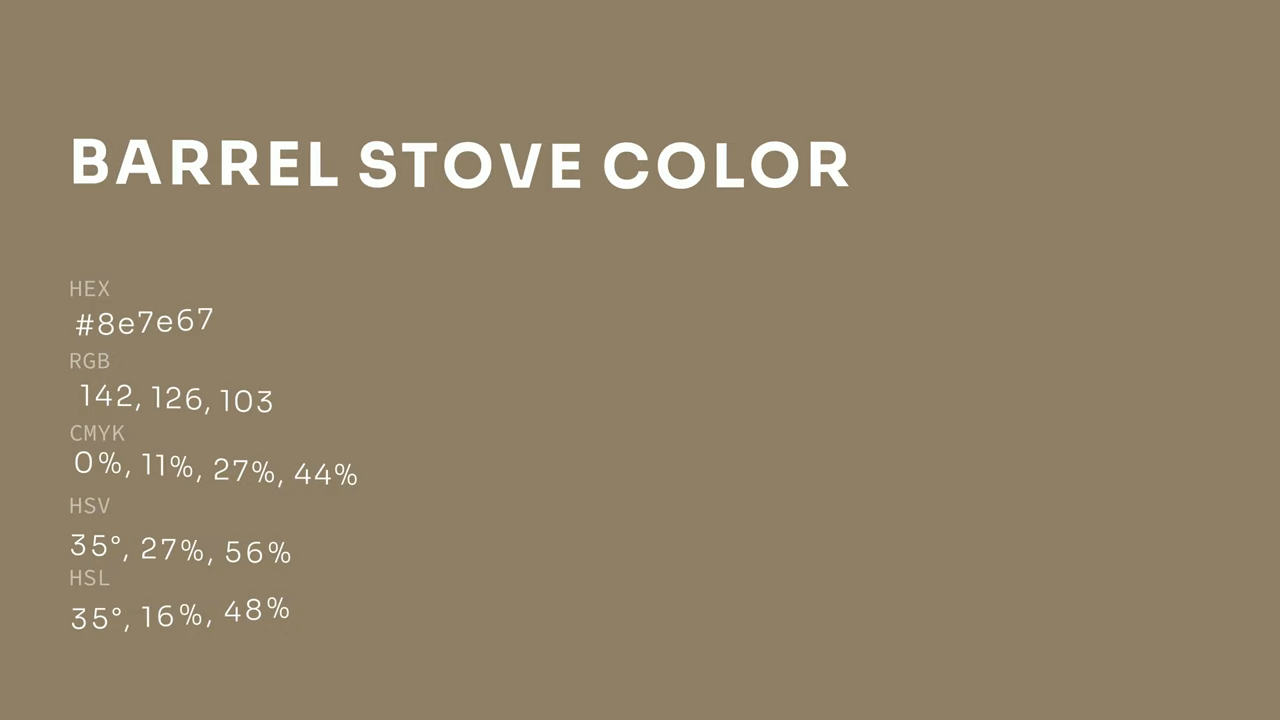 BARREL STOVE COLOR
HEX
#8e7e67
RGB
142, 126, 103
CMYK
0%, 11%, 27%, 44%
HSV
35°, 27%, 56%
HSL
35°, 16%, 48%